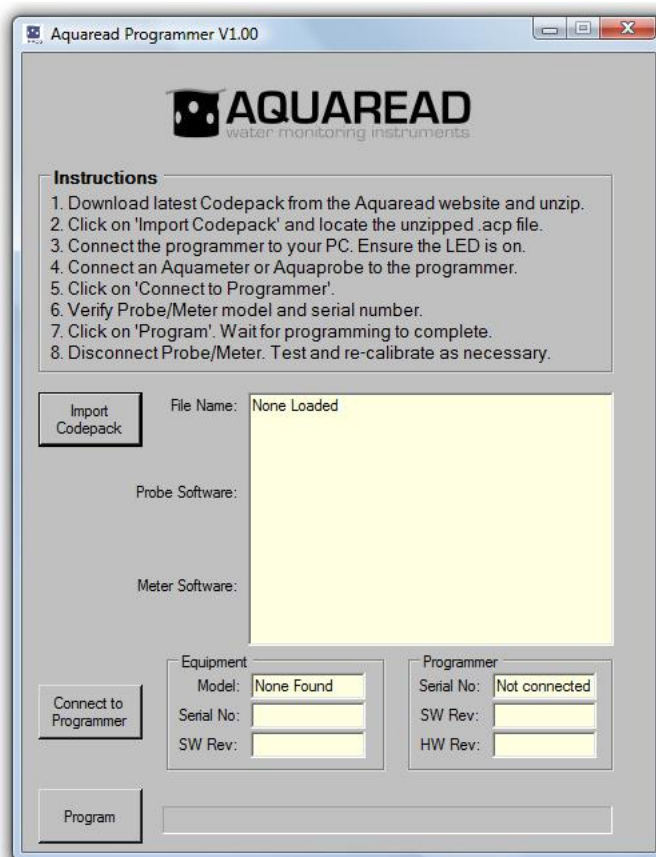 Aquaread Programmer V1.00
AQUAREAD
water monitoring instruments
Instructions
1. Download latest Codepack from the Aquaread website and unzip.
2. Click on 'Import Codepack' and locate the unzipped .acp file.
3. Connect the programmer to your PC. Ensure the LED is on.
4. Connect an Aquameter or Aquaprobe to the programmer.
5. Click on 'Connect to Programmer'.
6. Verify Probe/Meter model and serial number.
7. Click on 'Program'. Wait for programming to complete.
8. Disconnect Probe/Meter. Test and re-calibrate as necessary.
Import
Codepack
File Name: None Loaded
Probe Software:
Meter Software:
Connect to
Programmer
Equipment
Model: None Found
Serial No:
SW Rev:
Programmer
Serial No: Not connected
SW Rev:
HW Rev:
Program